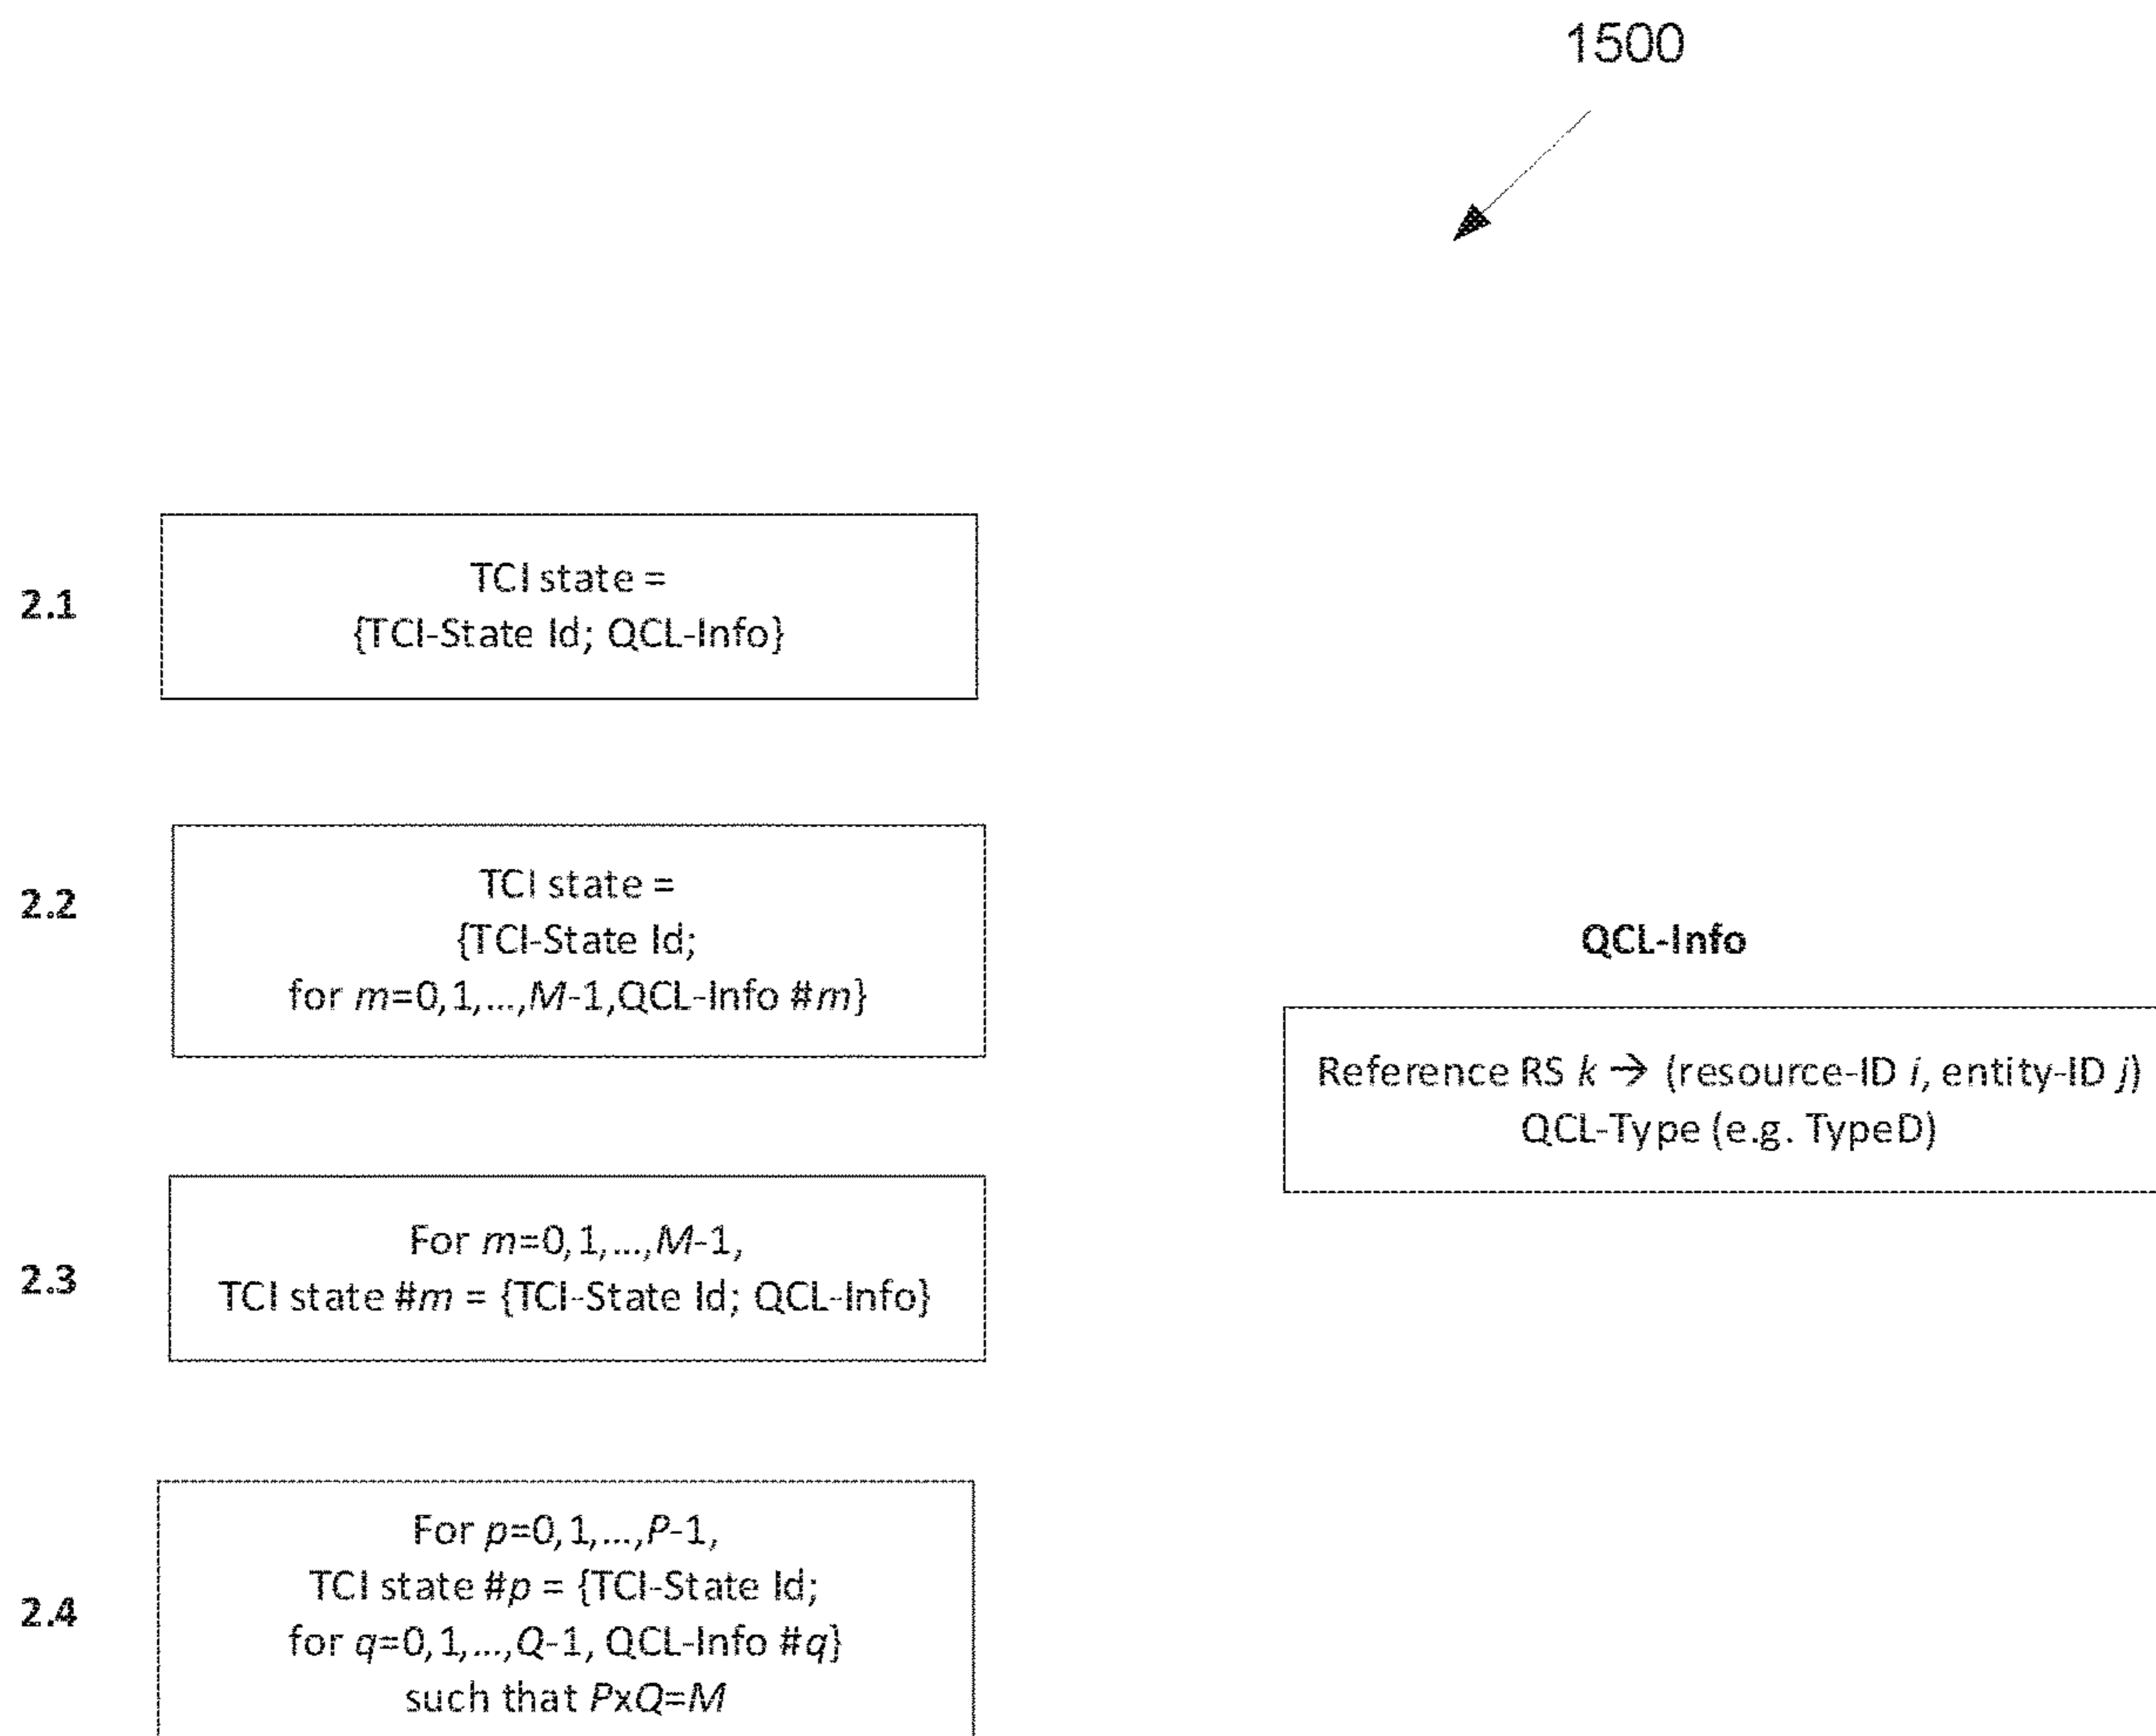 1500
2.1
TCI state =
{TCI-State Id; QCL-Info}
2.2
TCI state =
{TCI-State Id;
for m=0,1,...,M-1,QCL-Info #m}
QCL-Info
Reference RS k → (resource-ID i, entity-ID j)
QCL-Type (e.g. TypeD)
2.3
For m=0,1,...,M-1,
TCI state #m = {TCI-State Id; QCL-Info}
2.4
For p=0,1,...,P-1,
TCI state #p = {TCI-State Id;
for q=0,1,...,Q-1, QCL-Info #q}
such that PxQ=M